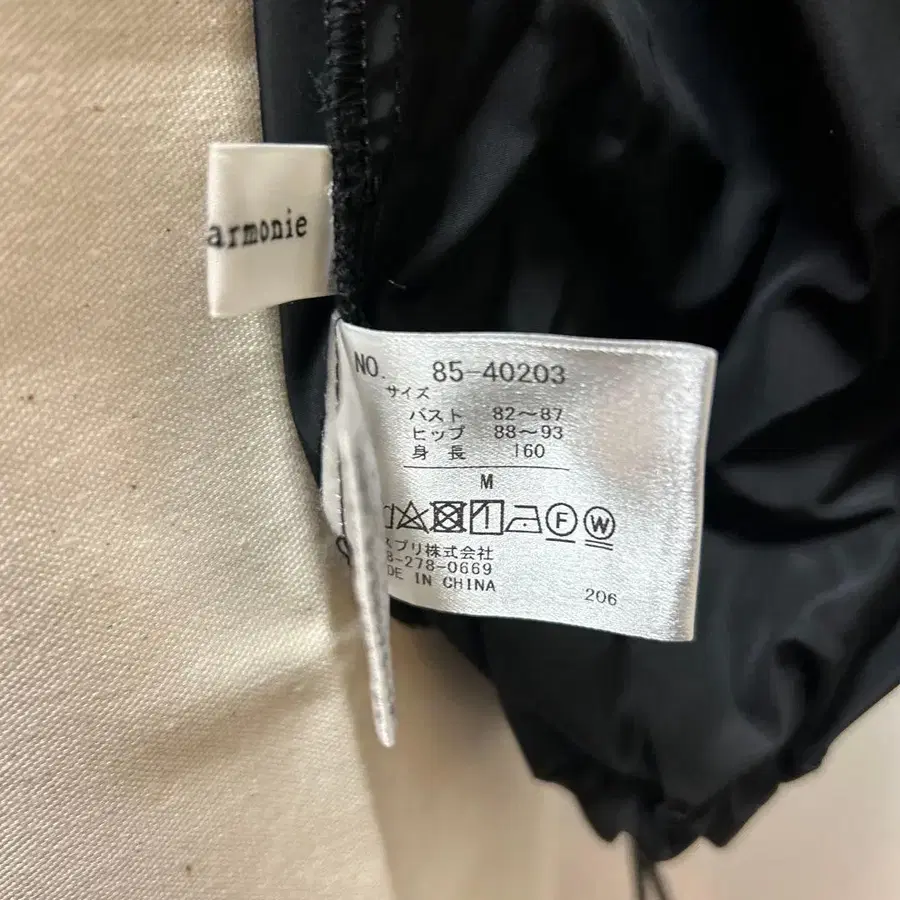 armonie
NO. 85-40203
サイズ
バスト 82〜87
ヒップ 88〜93
身長 160
M
F W
スプリ株式会社
8-278-0669
DE IN CHINA
206